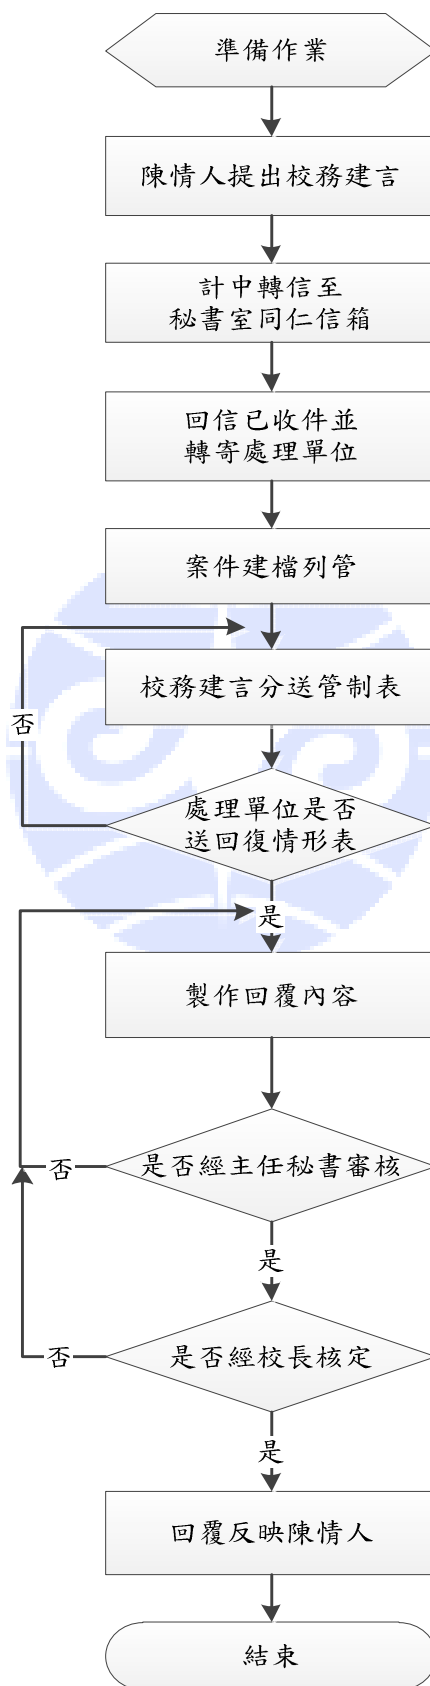 準備作業
陳情人提出校務建言
計中轉信至
秘書室同仁信箱
回信已收件並
轉寄處理單位
案件建檔列管
校務建言分送管制表
否
處理單位是否
送回復情形表
是
製作回覆內容
是否經主任秘書審核
否
是
是否經校長核定
否
是
回覆反映陳情人
結束